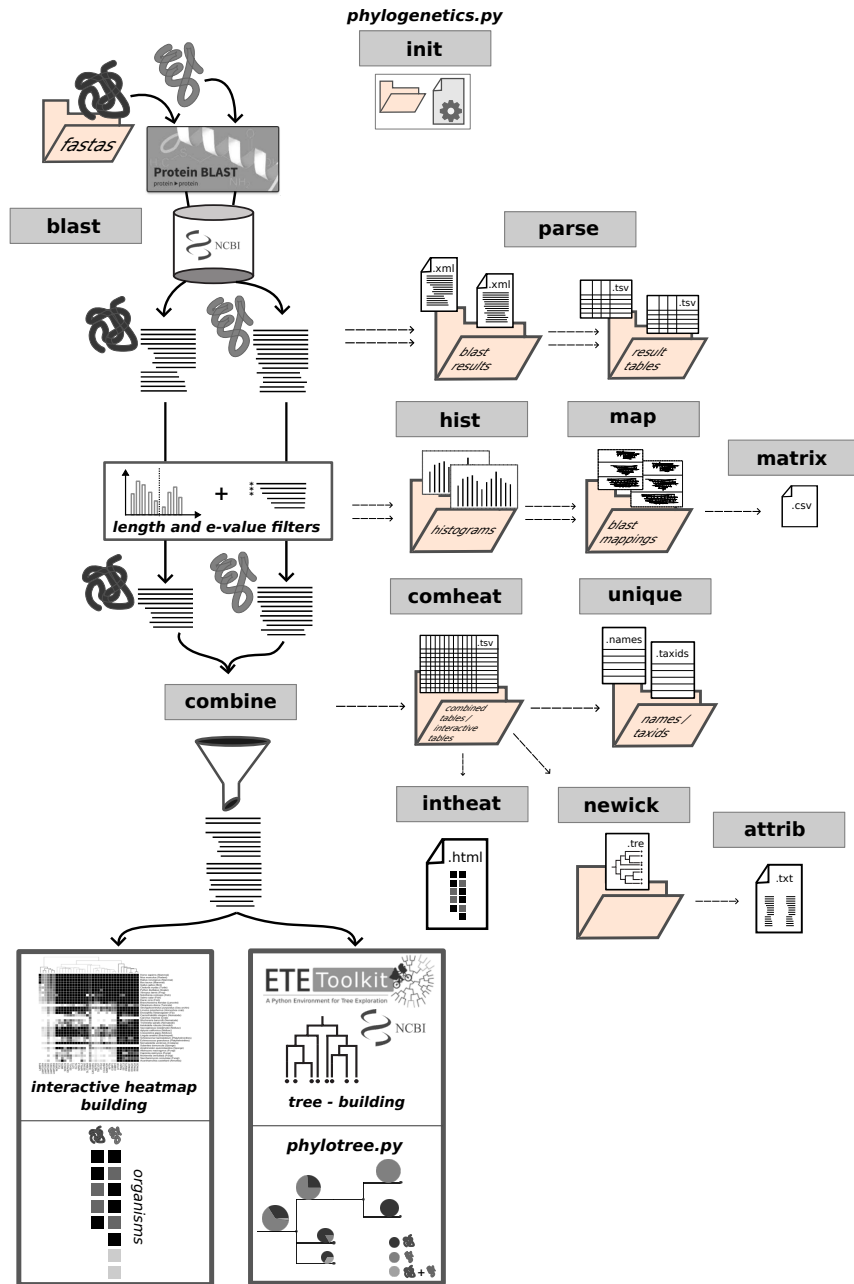 phylogenetics.py
init
fastas
Protein BLAST
protein ▸ protein
blast
NCBI
parse
.xml
.xml
.tsv
.tsv
blast
results
result
tables
hist
map
matrix
length and e-value filters
+
***
histograms
blast
mappings
.csv
comheat
unique
.tsv
.names
.taxids
combine
combined
tables /
interactive
tables
names /
taxids
intheat
newick
attrib
.html
.tre
.txt
ETE Toolkit
A Python Environment for Tree Exploration
NCBI
interactive heatmap
building
tree - building
organisms
phylotree.py
+